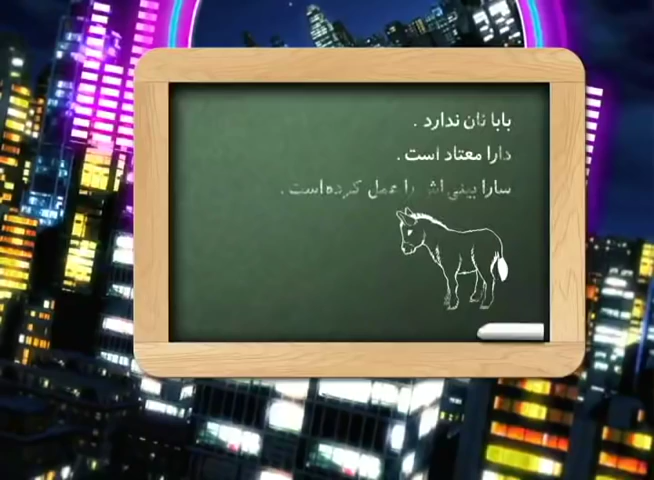 بابا نان ندارد .
دارا معتاد است .
سارا بینی‌اش را عمل کرده‌است .